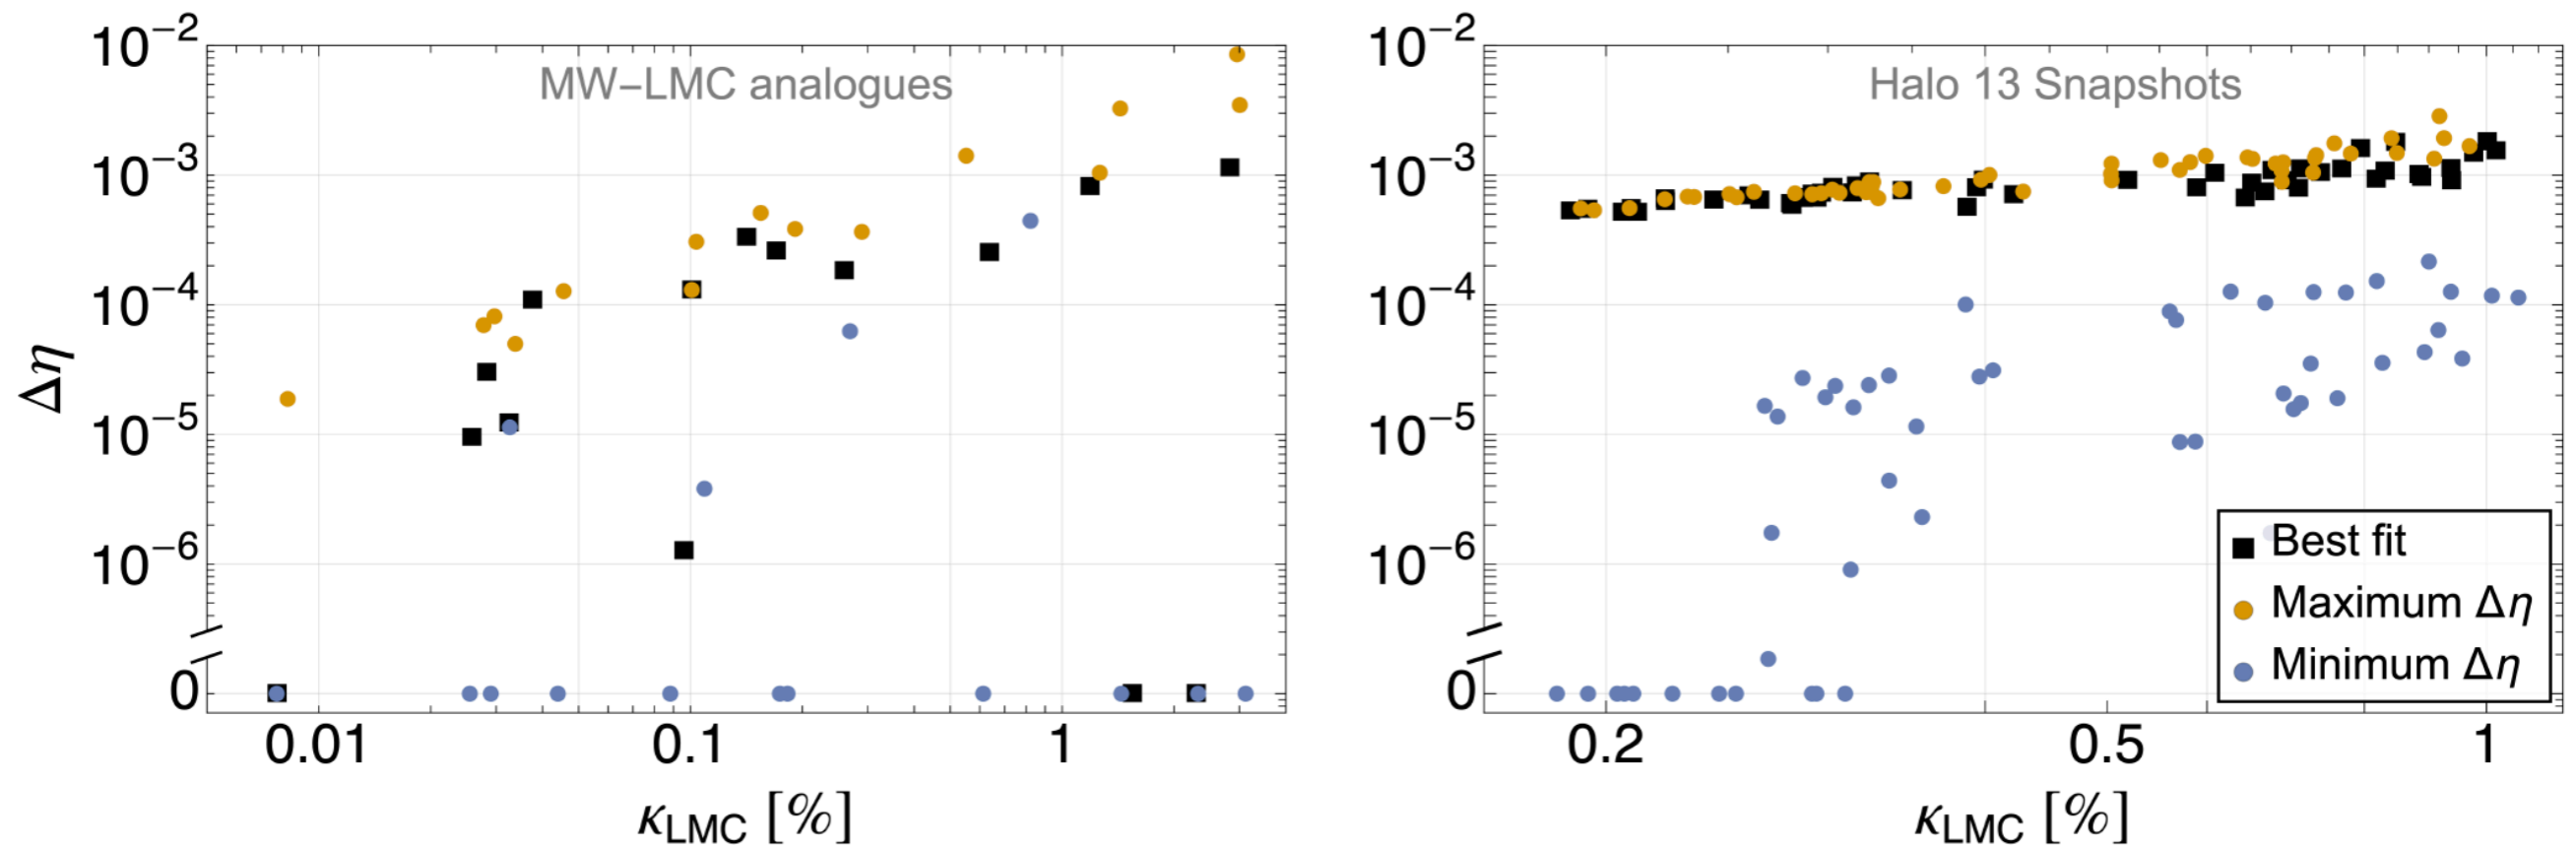 MW–LMC analogues
10⁻²
10⁻³
10⁻⁴
10⁻⁵
10⁻⁶
0
Δη
0.01 0.1 1
κLMC [%]
Halo 13 Snapshots
10⁻²
10⁻³
10⁻⁴
10⁻⁵
10⁻⁶
0
Best fit
Maximum Δη
Minimum Δη
0.2 0.5 1
κLMC [%]